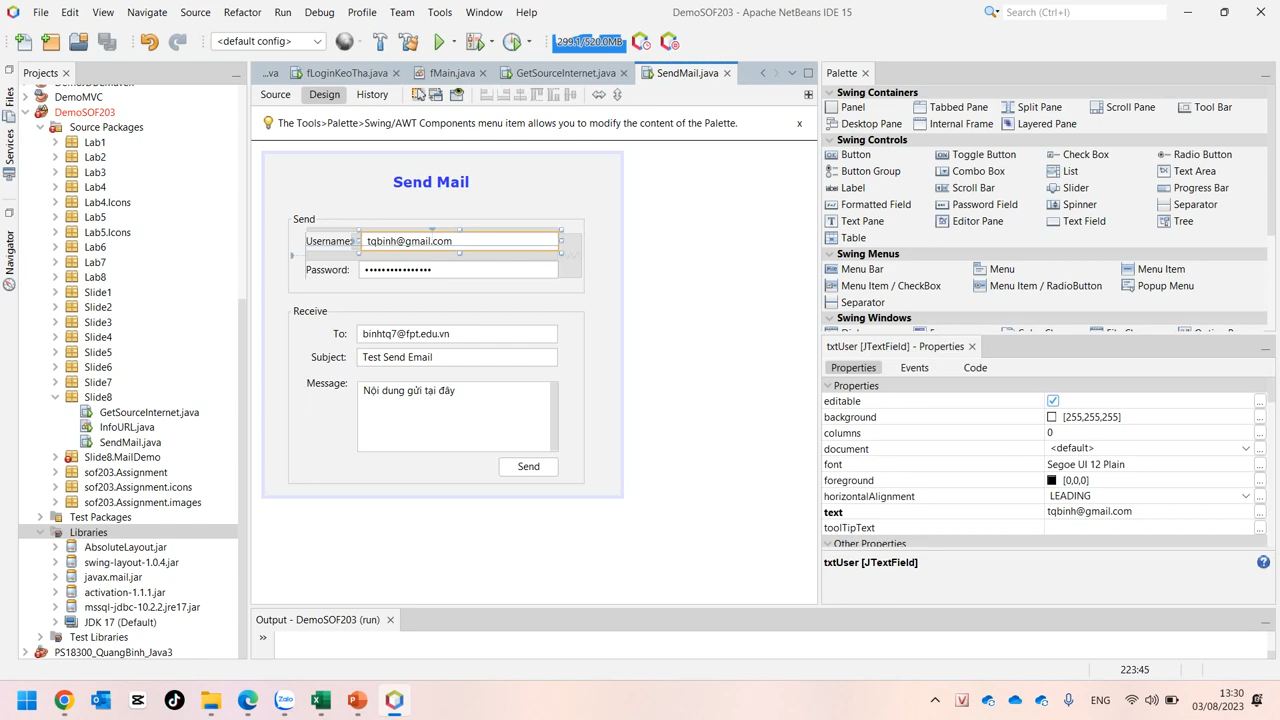 File Edit View Navigate Source Refactor Run Debug Profile Team Tools Window Help
DemoSOF203 - Apache NetBeans IDE 15
Search (Ctrl+I)
<default config>
299.1/520.0MB
Projects
Files
Services
Navigator
DemoMVC
DemoSOF203
Source Packages
Lab1
Lab2
Lab3
Lab4
Lab4.Icons
Lab5
Lab5.Icons
Lab6
Lab7
Lab8
Slide1
Slide2
Slide3
Slide4
Slide5
Slide6
Slide7
Slide8
GetSourceInternet.java
InfoURL.java
SendMail.java
Slide8.MailDemo
sof203.Assignment
sof203.Assignment.icons
sof203.Assignment.images
Test Packages
Libraries
AbsoluteLayout.jar
swing-layout-1.0.4.jar
javax.mail.jar
activation-1.1.1.jar
mssql-jdbc-10.2.2.jre17.jar
JDK 17 (Default)
Test Libraries
PS18300_QuangBinh_Java3
...va fLoginKeoTha.java fMain.java GetSourceInternet.java SendMail.java
Source Design History
The Tools>Palette>Swing/AWT Components menu item allows you to modify the content of the Palette. x
Send Mail
Send
Username: tqbinh@gmail.com
Password: ••••••••••••••••
Receive
To: binhtq7@fpt.edu.vn
Subject: Test Send Email
Message: Nội dung gửi tại đây
Send
Output - DemoSOF203 (run)
Palette
Swing Containers
Panel Tabbed Pane Split Pane Scroll Pane Tool Bar
Desktop Pane Internal Frame Layered Pane
Swing Controls
Button Toggle Button Check Box Radio Button
Button Group Combo Box List Text Area
Label Scroll Bar Slider Progress Bar
Formatted Field Password Field Spinner Separator
Text Pane Editor Pane Text Field Tree
Table
Swing Menus
Menu Bar Menu Menu Item
Menu Item / CheckBox Menu Item / RadioButton Popup Menu
Separator
Swing Windows
txtUser [JTextField] - Properties
Properties Events Code
Properties
editable
background [255,255,255]
columns 0
document <default>
font Segoe UI 12 Plain
foreground [0,0,0]
horizontalAlignment LEADING
text tqbinh@gmail.com
toolTipText
Other Properties
txtUser [JTextField]
223:45
Zalo
ENG
13:30
03/08/2023